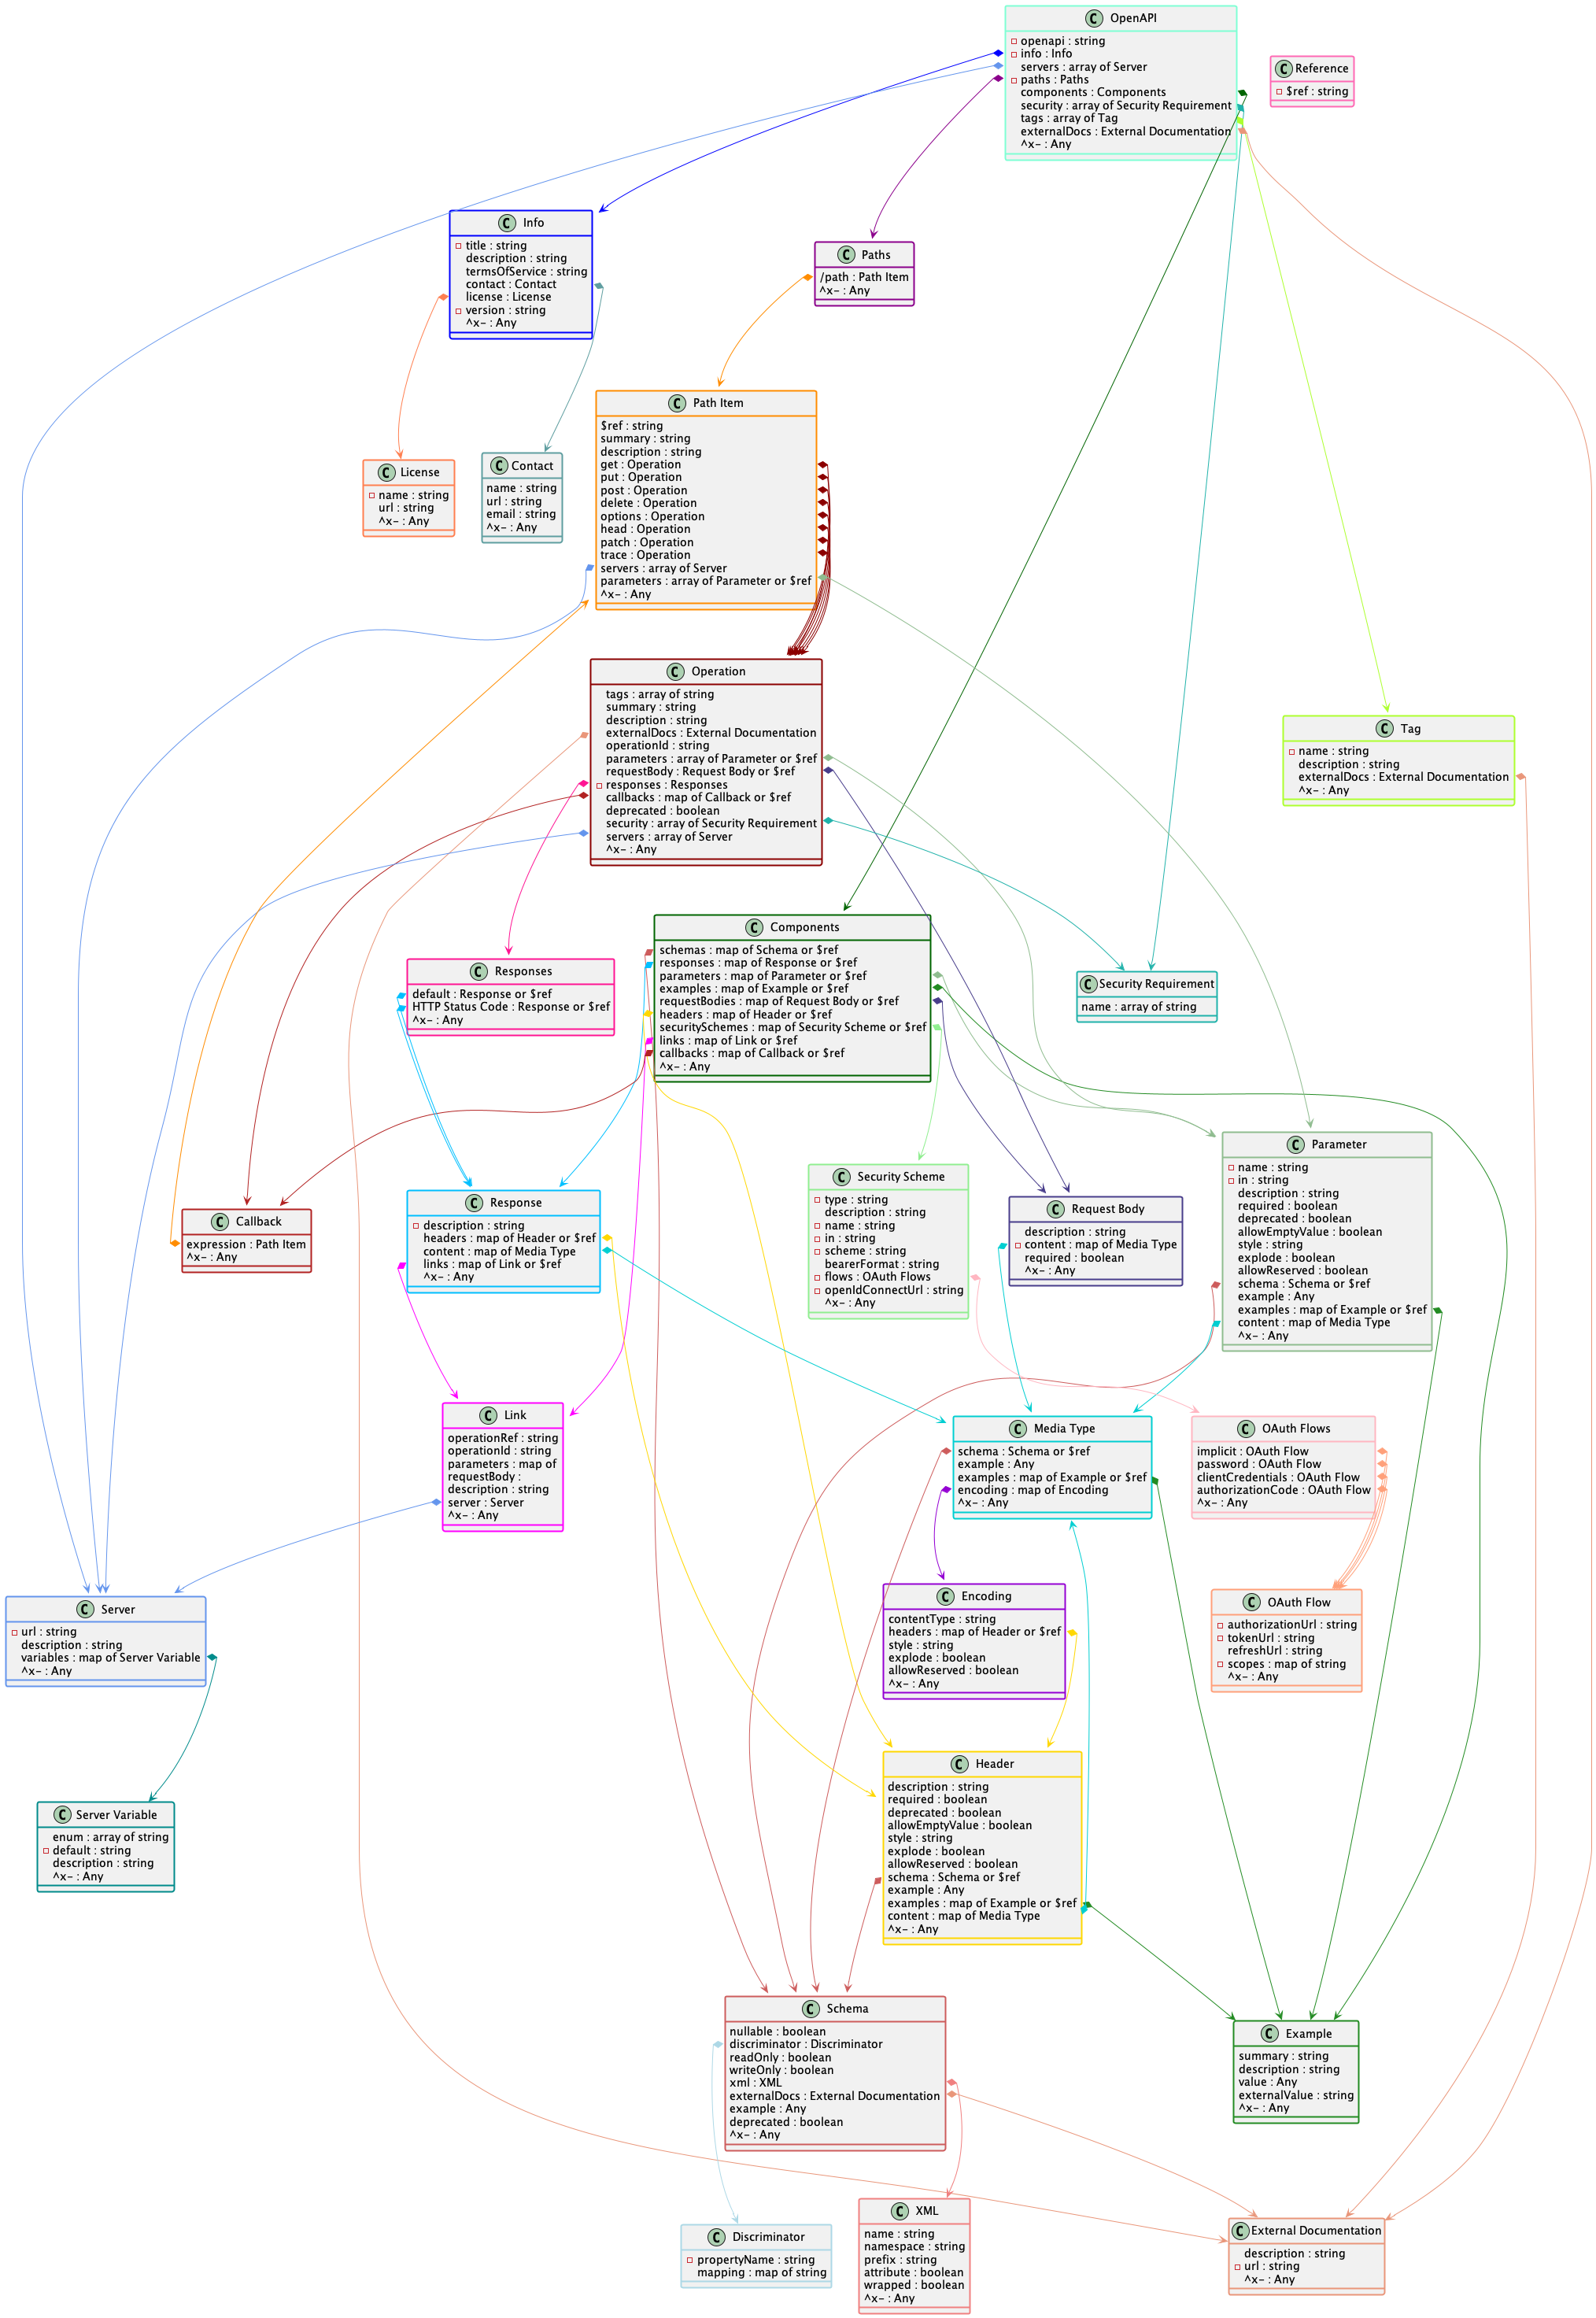 C OpenAPI
openapi : string
info : Info
servers : array of Server
paths : Paths
components : Components
security : array of Security Requirement
tags : array of Tag
externalDocs : External Documentation
^x- : Any
C Reference
$ref : string
C Info
title : string
description : string
termsOfService : string
contact : Contact
license : License
version : string
^x- : Any
C Paths
/path : Path Item
^x- : Any
C Path Item
$ref : string
summary : string
description : string
get : Operation
put : Operation
post : Operation
delete : Operation
options : Operation
head : Operation
patch : Operation
trace : Operation
servers : array of Server
parameters : array of Parameter or $ref
^x- : Any
C License
name : string
url : string
^x- : Any
C Contact
name : string
url : string
email : string
^x- : Any
C Operation
tags : array of string
summary : string
description : string
externalDocs : External Documentation
operationId : string
parameters : array of Parameter or $ref
requestBody : Request Body or $ref
responses : Responses
callbacks : map of Callback or $ref
deprecated : boolean
security : array of Security Requirement
servers : array of Server
^x- : Any
C Tag
name : string
description : string
externalDocs : External Documentation
^x- : Any
C Components
schemas : map of Schema or $ref
responses : map of Response or $ref
parameters : map of Parameter or $ref
examples : map of Example or $ref
requestBodies : map of Request Body or $ref
headers : map of Header or $ref
securitySchemes : map of Security Scheme or $ref
links : map of Link or $ref
callbacks : map of Callback or $ref
^x- : Any
C Responses
default : Response or $ref
HTTP Status Code : Response or $ref
^x- : Any
C Security Requirement
name : array of string
C Parameter
name : string
in : string
description : string
required : boolean
deprecated : boolean
allowEmptyValue : boolean
style : string
explode : boolean
allowReserved : boolean
schema : Schema or $ref
example : Any
examples : map of Example or $ref
content : map of Media Type
^x- : Any
C Security Scheme
type : string
description : string
name : string
in : string
scheme : string
bearerFormat : string
flows : OAuth Flows
openIdConnectUrl : string
^x- : Any
C Response
description : string
headers : map of Header or $ref
content : map of Media Type
links : map of Link or $ref
^x- : Any
C Request Body
description : string
content : map of Media Type
required : boolean
^x- : Any
C Callback
expression : Path Item
^x- : Any
C Link
operationRef : string
operationId : string
parameters : map of
requestBody :
description : string
server : Server
^x- : Any
C Media Type
schema : Schema or $ref
example : Any
examples : map of Example or $ref
encoding : map of Encoding
^x- : Any
C OAuth Flows
implicit : OAuth Flow
password : OAuth Flow
clientCredentials : OAuth Flow
authorizationCode : OAuth Flow
^x- : Any
C Encoding
contentType : string
headers : map of Header or $ref
style : string
explode : boolean
allowReserved : boolean
^x- : Any
C OAuth Flow
authorizationUrl : string
tokenUrl : string
refreshUrl : string
scopes : map of string
^x- : Any
C Server
url : string
description : string
variables : map of Server Variable
^x- : Any
C Header
description : string
required : boolean
deprecated : boolean
allowEmptyValue : boolean
style : string
explode : boolean
allowReserved : boolean
schema : Schema or $ref
example : Any
examples : map of Example or $ref
content : map of Media Type
^x- : Any
C Server Variable
enum : array of string
default : string
description : string
^x- : Any
C Schema
nullable : boolean
discriminator : Discriminator
readOnly : boolean
writeOnly : boolean
xml : XML
externalDocs : External Documentation
example : Any
deprecated : boolean
^x- : Any
C Example
summary : string
description : string
value : Any
externalValue : string
^x- : Any
C Discriminator
propertyName : string
mapping : map of string
C XML
name : string
namespace : string
prefix : string
attribute : boolean
wrapped : boolean
^x- : Any
C External Documentation
description : string
url : string
^x- : Any